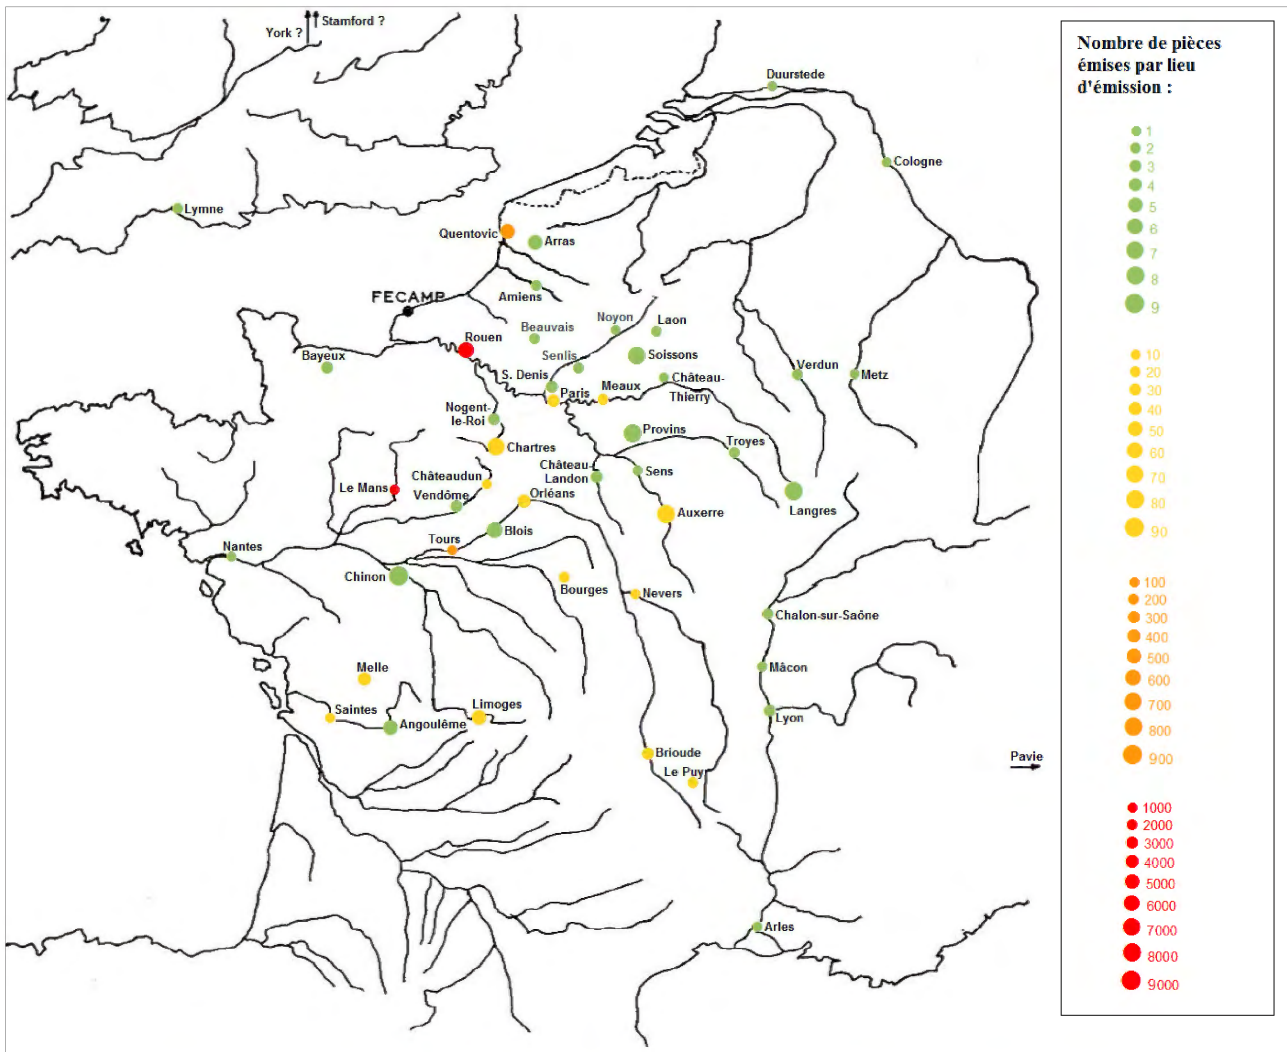 York ?
Stamford ?
Duurstede
Cologne
Lymne
Quentovic
Arras
Amiens
FECAMP
Beauvais
Noyon
Laon
Rouen
Bayeux
Senlis
Soissons
Verdun
Metz
S. Denis
Paris
Meaux
Château-
Thierry
Nogent-
le-Roi
Provins
Troyes
Chartres
Château-
Landon
Sens
Châteaudun
Le Mans
Vendôme
Orléans
Langres
Auxerre
Blois
Tours
Nantes
Chinon
Bourges
Nevers
Chalon-sur-Saône
Mâcon
Melle
Saintes
Limoges
Angoulême
Lyon
Brioude
Le Puy
Pavie
Arles
Nombre de pièces
émises par lieu
d'émission :
1
2
3
4
5
6
7
8
9
10
20
30
40
50
60
70
80
90
100
200
300
400
500
600
700
800
900
1000
2000
3000
4000
5000
6000
7000
8000
9000